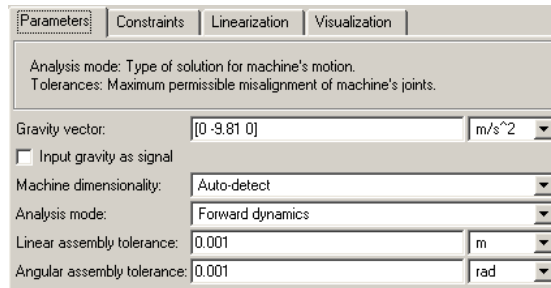 Parameters Constraints Linearization Visualization
Analysis mode: Type of solution for machine's motion.
Tolerances: Maximum permissible misalignment of machine's joints.
Gravity vector: [0 -9.81 0] m/s^2
Input gravity as signal
Machine dimensionality: Auto-detect
Analysis mode: Forward dynamics
Linear assembly tolerance: 0.001 m
Angular assembly tolerance: 0.001 rad